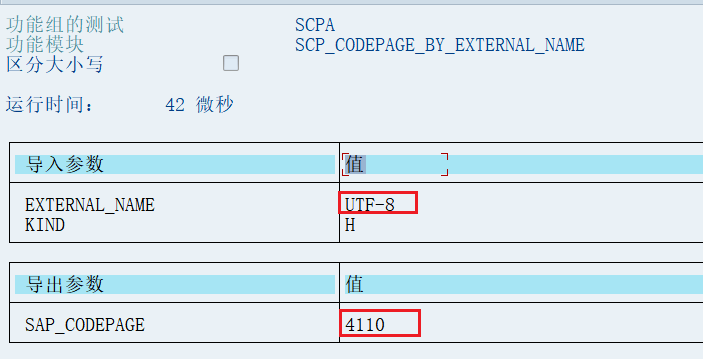 功能组的测试 SCPA
功能模块 SCP_CODEPAGE_BY_EXTERNAL_NAME
区分大小写
运行时间： 42 微秒
导入参数 值
EXTERNAL_NAME UTF-8
KIND H
导出参数 值
SAP_CODEPAGE 4110